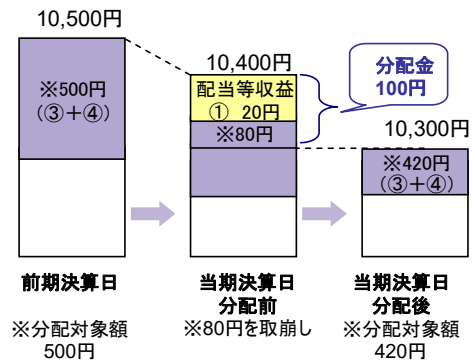 10,500円
※500円
(③+④)
10,400円
配当等収益
① 20円
※80円
分配金
100円
10,300円
※420円
(③+④)
前期決算日
※分配対象額
500円
当期決算日
分配前
※80円を取崩し
当期決算日
分配後
※分配対象額
420円